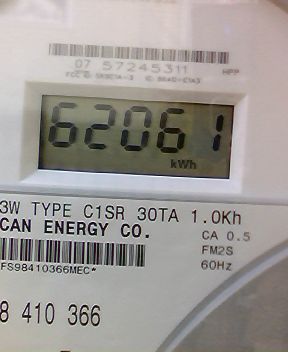 07 57245311
HPP
62061
kWh
3W TYPE C1SR 30TA 1.0Kh
CAN ENERGY CO.
CA 0.5
FM2S
60Hz
FS98410366MEC*
8 410 366